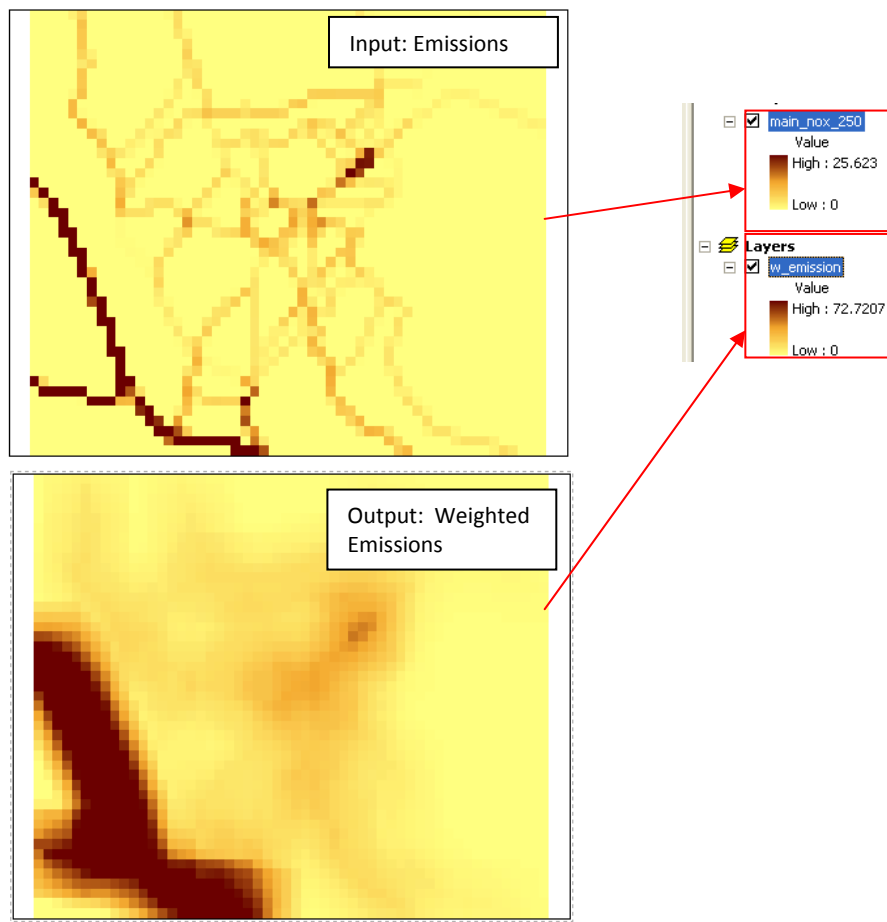 Input: Emissions
main_nox_250
Value
High : 25.623
Low : 0
Layers
w_emission
Value
High : 72.7207
Low : 0
Output: Weighted
Emissions